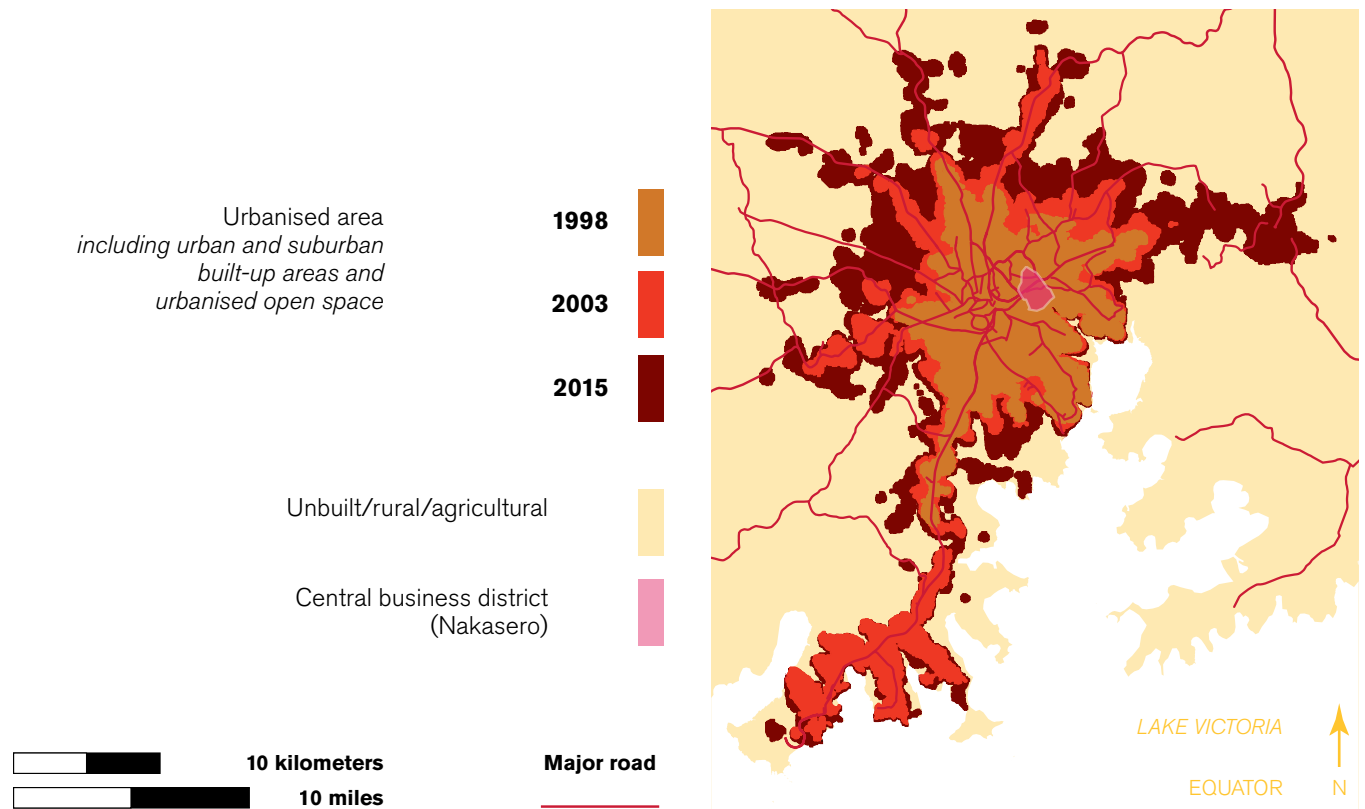 Urbanised area
including urban and suburban
built-up areas and
urbanised open space
1998
2003
2015
Unbuilt/rural/agricultural
Central business district
(Nakasero)
10 kilometers
10 miles
Major road
LAKE VICTORIA
EQUATOR
N